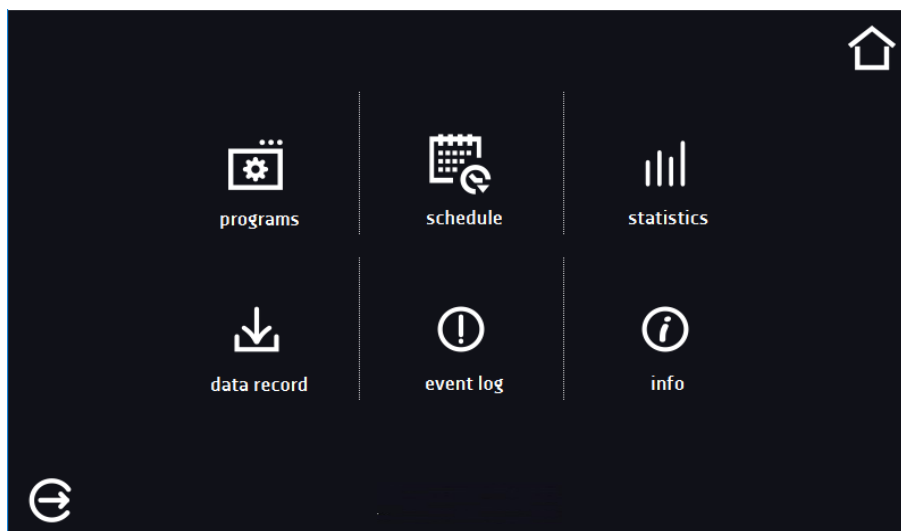 programs
schedule
statistics
data record
event log
info